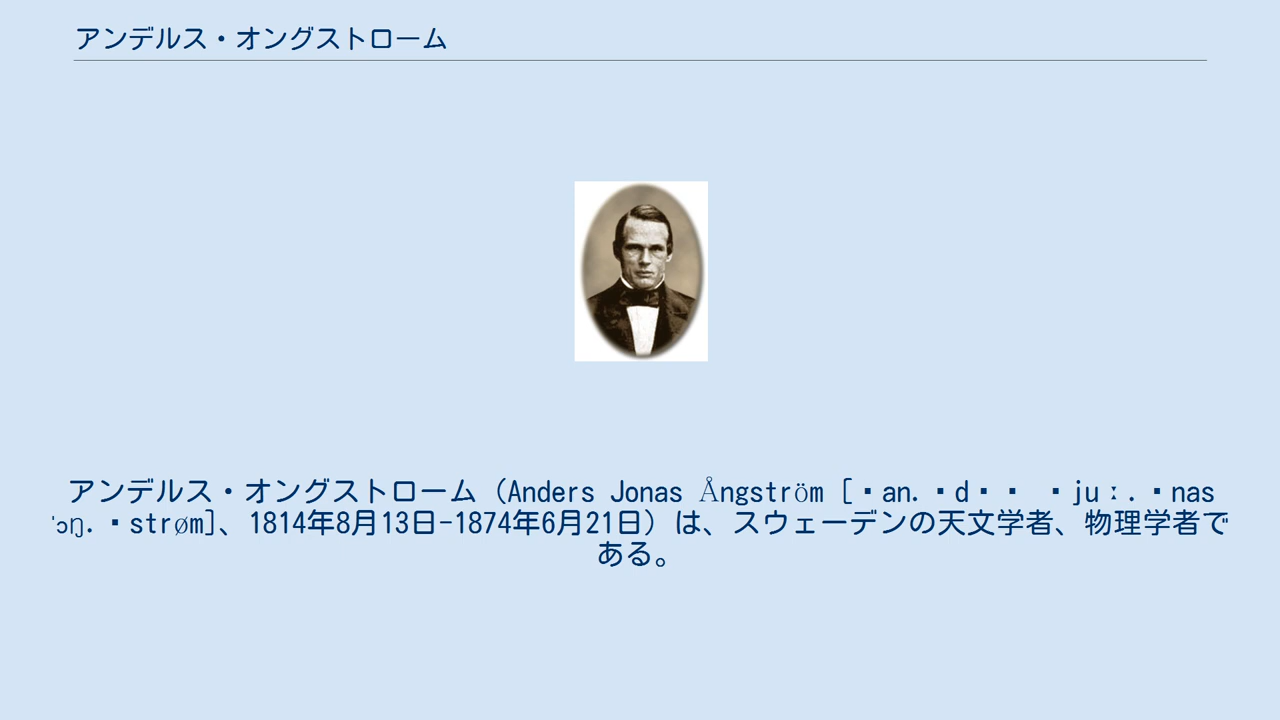 アンデルス・オングストローム
アンデルス・オングストローム（Anders Jonas Ångström [▪an.▪d▪▪ ▪juː.▪nas
ˈɔŋ.▪strøm]、1814年8月13日-1874年6月21日）は、スウェーデンの天文学者、物理学者で
ある。